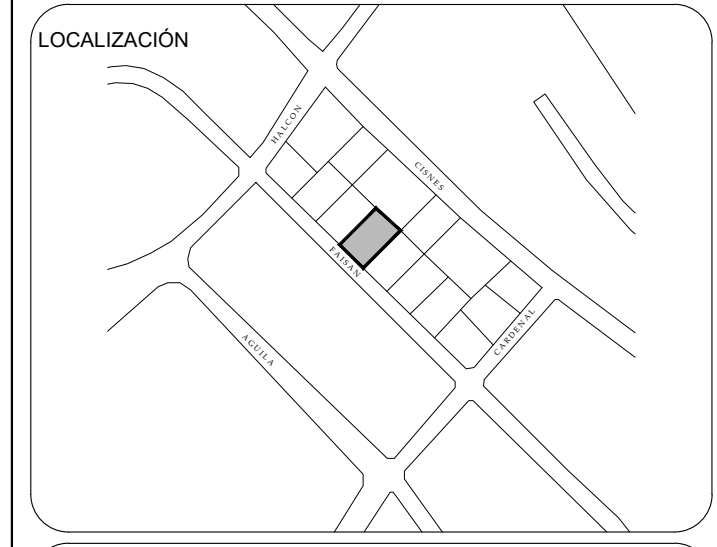 LOCALIZACIÓN
HALCON
CISNES
FAISAN
CARDENAL
AGUILA